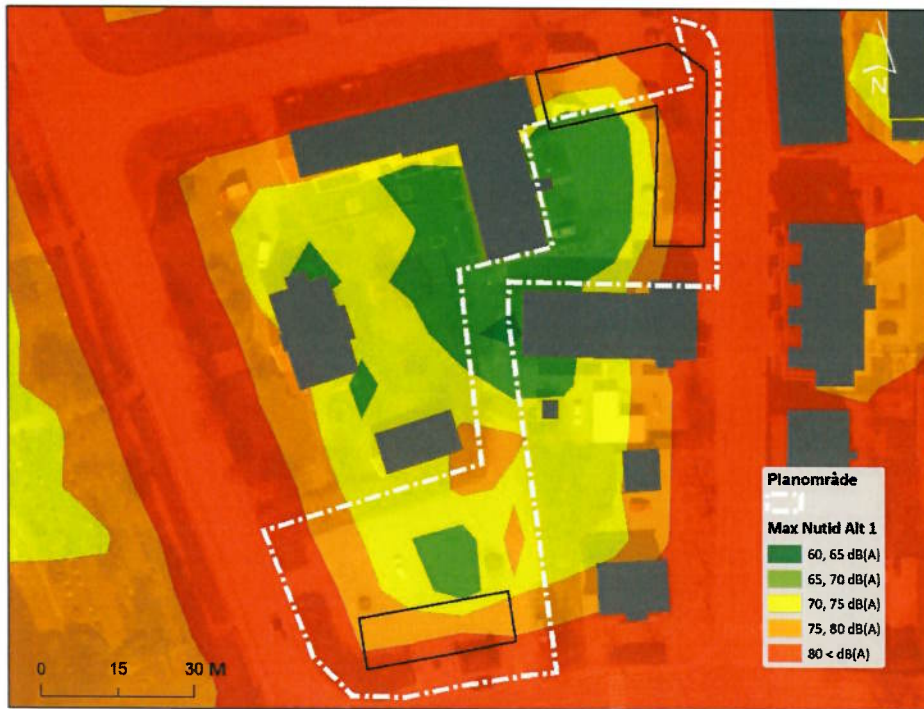 N
Planområde
Max Nutid Alt 1
60, 65 dB(A)
65, 70 dB(A)
70, 75 dB(A)
75, 80 dB(A)
80 < dB(A)
0 15 30 M